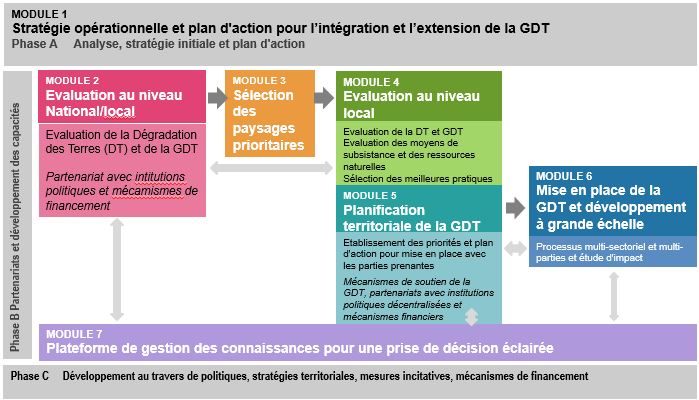 MODULE 1
Stratégie opérationnelle et plan d'action pour l'intégration et l'extension de la GDT
Phase A Analyse, stratégie initiale et plan d'action
Phase B Partenariats et développement des capacités
MODULE 2
Evaluation au niveau
National/local
Evaluation de la Dégradation
des Terres (DT) et de la GDT
Partenariat avec intitutions
politiques et mécamismes de
financement
MODULE 3
Sélection
des
paysages
prioritaires
MODULE 4
Evaluation au niveau
local
Evaluation de la DT et GDT
Evaluation des moyens de
subsistance et des ressources
naturelles
Sélection des meilleures pratiques
MODULE 5
Planification
territoriale de la GDT
Etablissement des priorités et plan
d'action pour mise en place avec
les parties prenantes
Mécanismes de soutien de la
GDT, partenariats avec institutions
politiques décentralisées et
mécanismes financiers
MODULE 6
Mise en place de la
GDT et développement
à grande échelle
Processus multi-sectoriel et multi-
parties et étude d'impact
MODULE 7
Plateforme de gestion des connaissances pour une prise de décision éclairée
Phase C Développement au travers de politiques, stratégies territoriales, mesures incitatives, mécanismes de financement